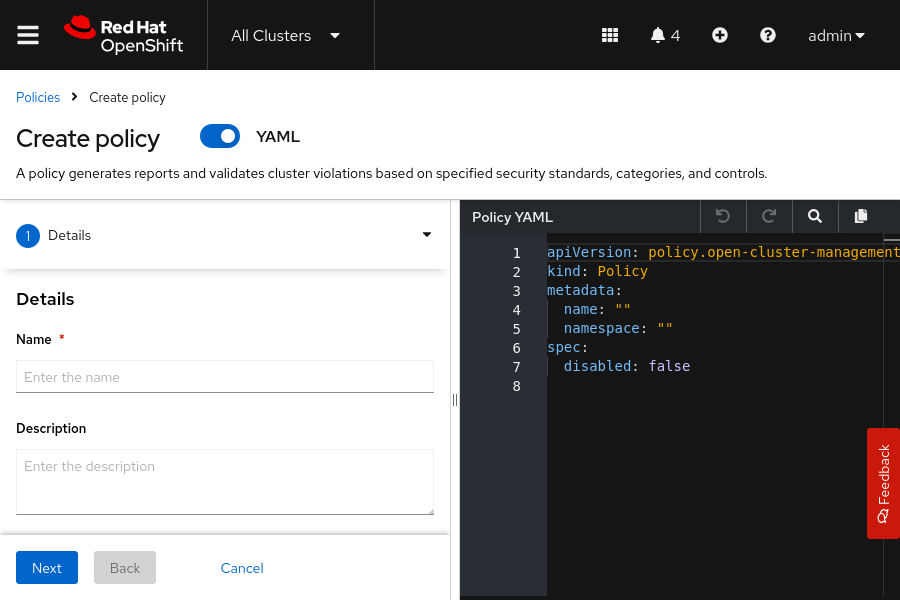 Red Hat
OpenShift
All Clusters
4
admin
Policies
Create policy
Create policy
YAML
A policy generates reports and validates cluster violations based on specified security standards, categories, and controls.
1
Details
Details
Name *
Enter the name
Description
Enter the description
Next
Back
Cancel
Policy YAML
1 apiVersion: policy.open-cluster-management
2 kind: Policy
3 metadata:
4   name: ""
5   namespace: ""
6 spec:
7   disabled: false
8
Feedback